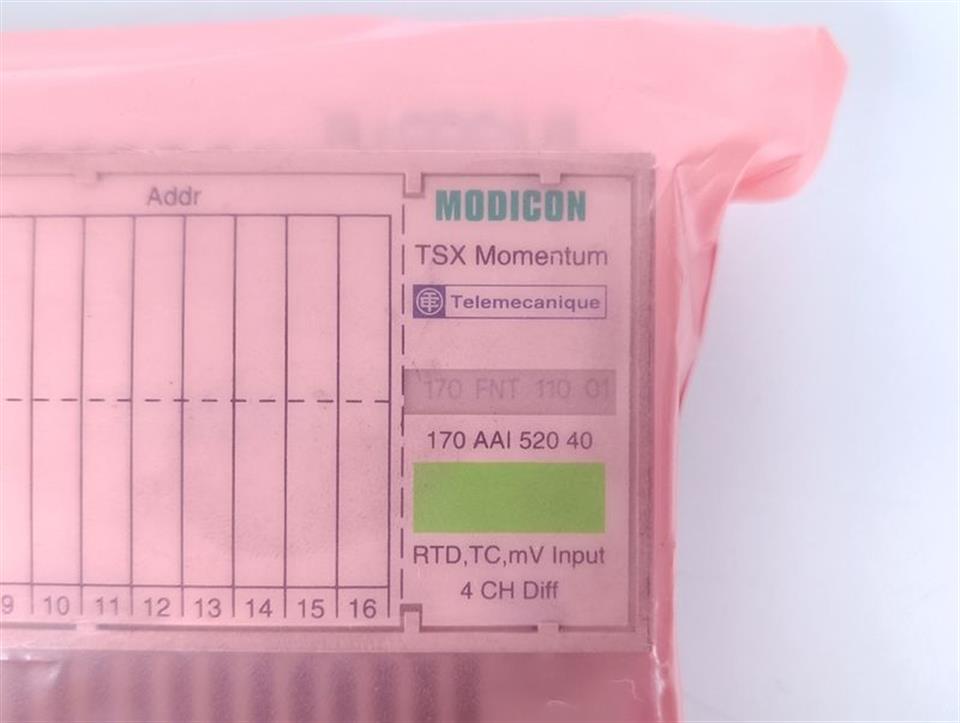 Addr
MODICON
TSX Momentum
Telemecanique
170 FNT 110 01
170 AAI 520 40
RTD,TC,mV Input
4 CH Diff
9 10 11 12 13 14 15 16